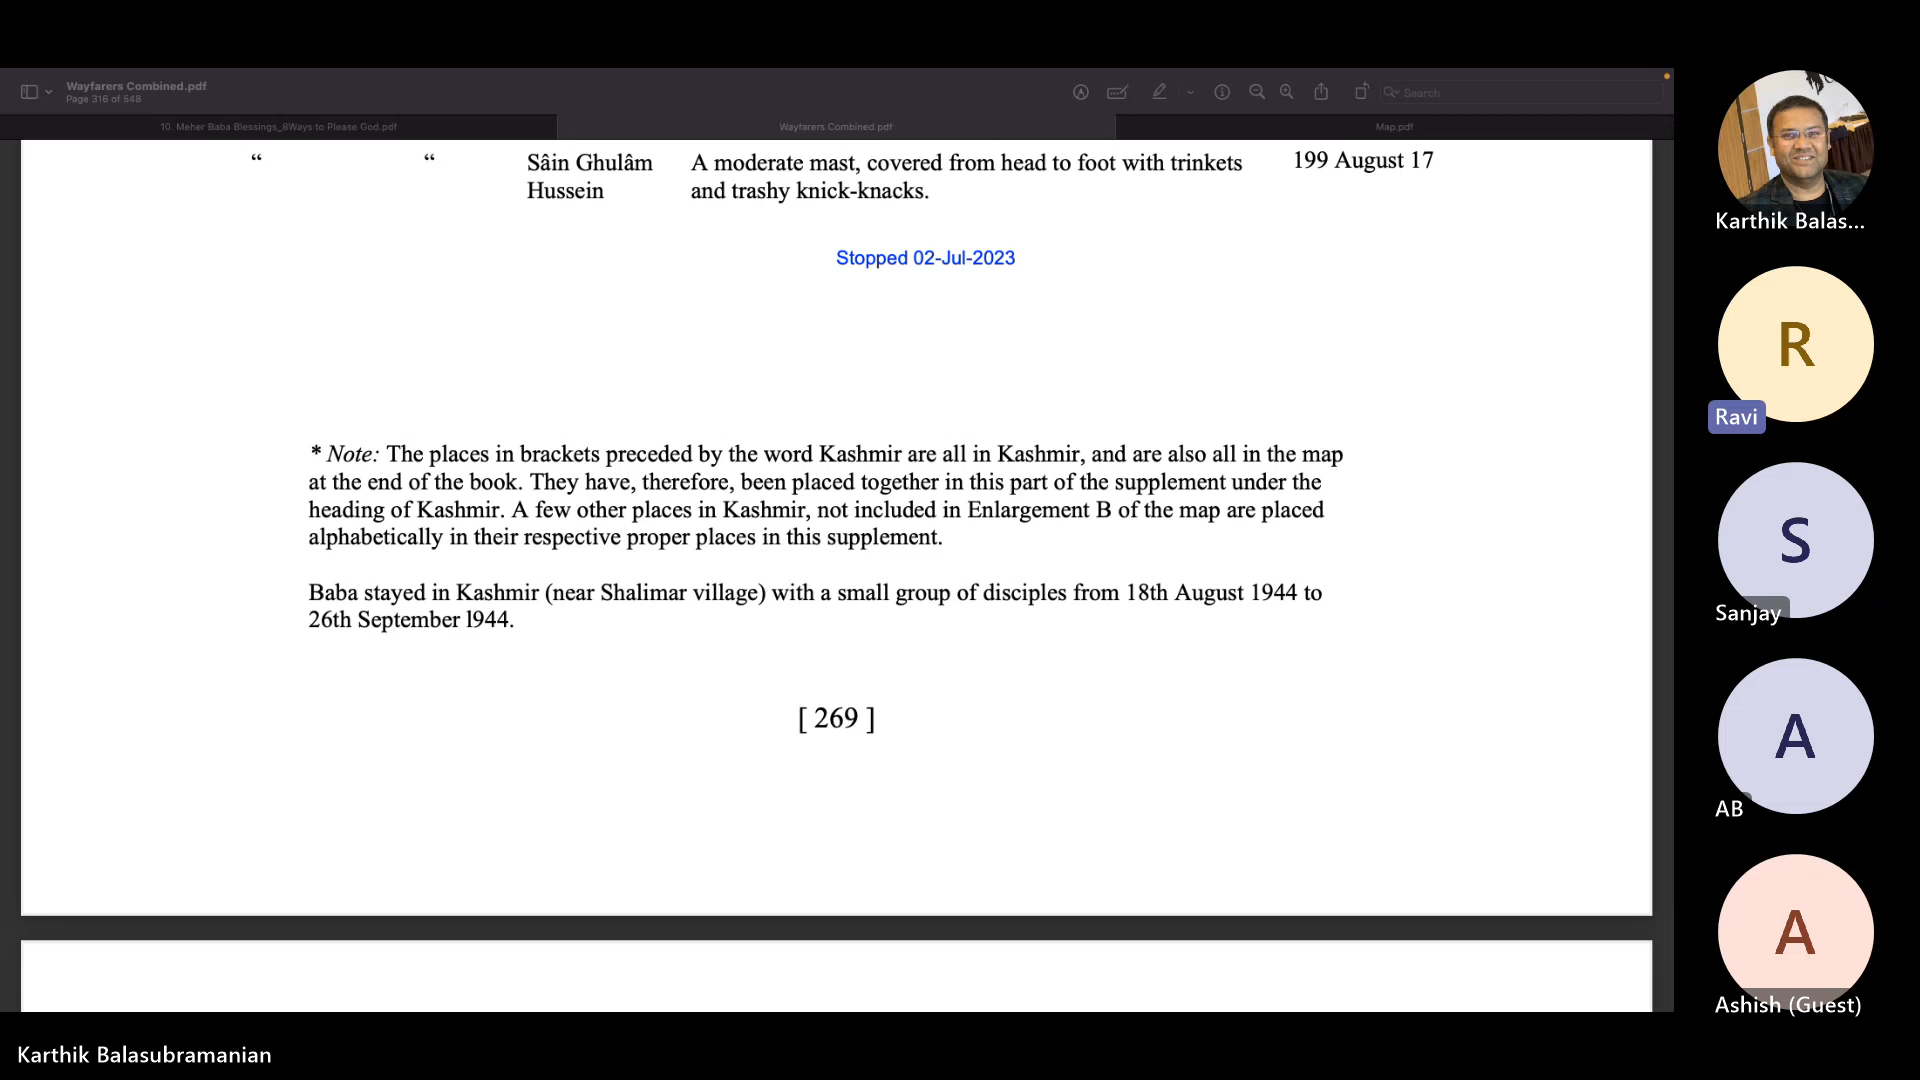 Wayfarers Combined.pdf
Page 316 of 548
Search
10. Meher Baba Blessings_8Ways to Please God.pdf
Wayfarers Combined.pdf
Map.pdf
“ “ Sâin Ghulâm A moderate mast, covered from head to foot with trinkets 199 August 17
Hussein and trashy knick-knacks.
Stopped 02-Jul-2023
* Note: The places in brackets preceded by the word Kashmir are all in Kashmir, and are also all in the map
at the end of the book. They have, therefore, been placed together in this part of the supplement under the
heading of Kashmir. A few other places in Kashmir, not included in Enlargement B of the map are placed
alphabetically in their respective proper places in this supplement.
Baba stayed in Kashmir (near Shalimar village) with a small group of disciples from 18th August 1944 to
26th September l944.
[ 269 ]
Karthik Balas...
R
Ravi
S
Sanjay
A
AB
A
Ashish (Guest)
Karthik Balasubramanian